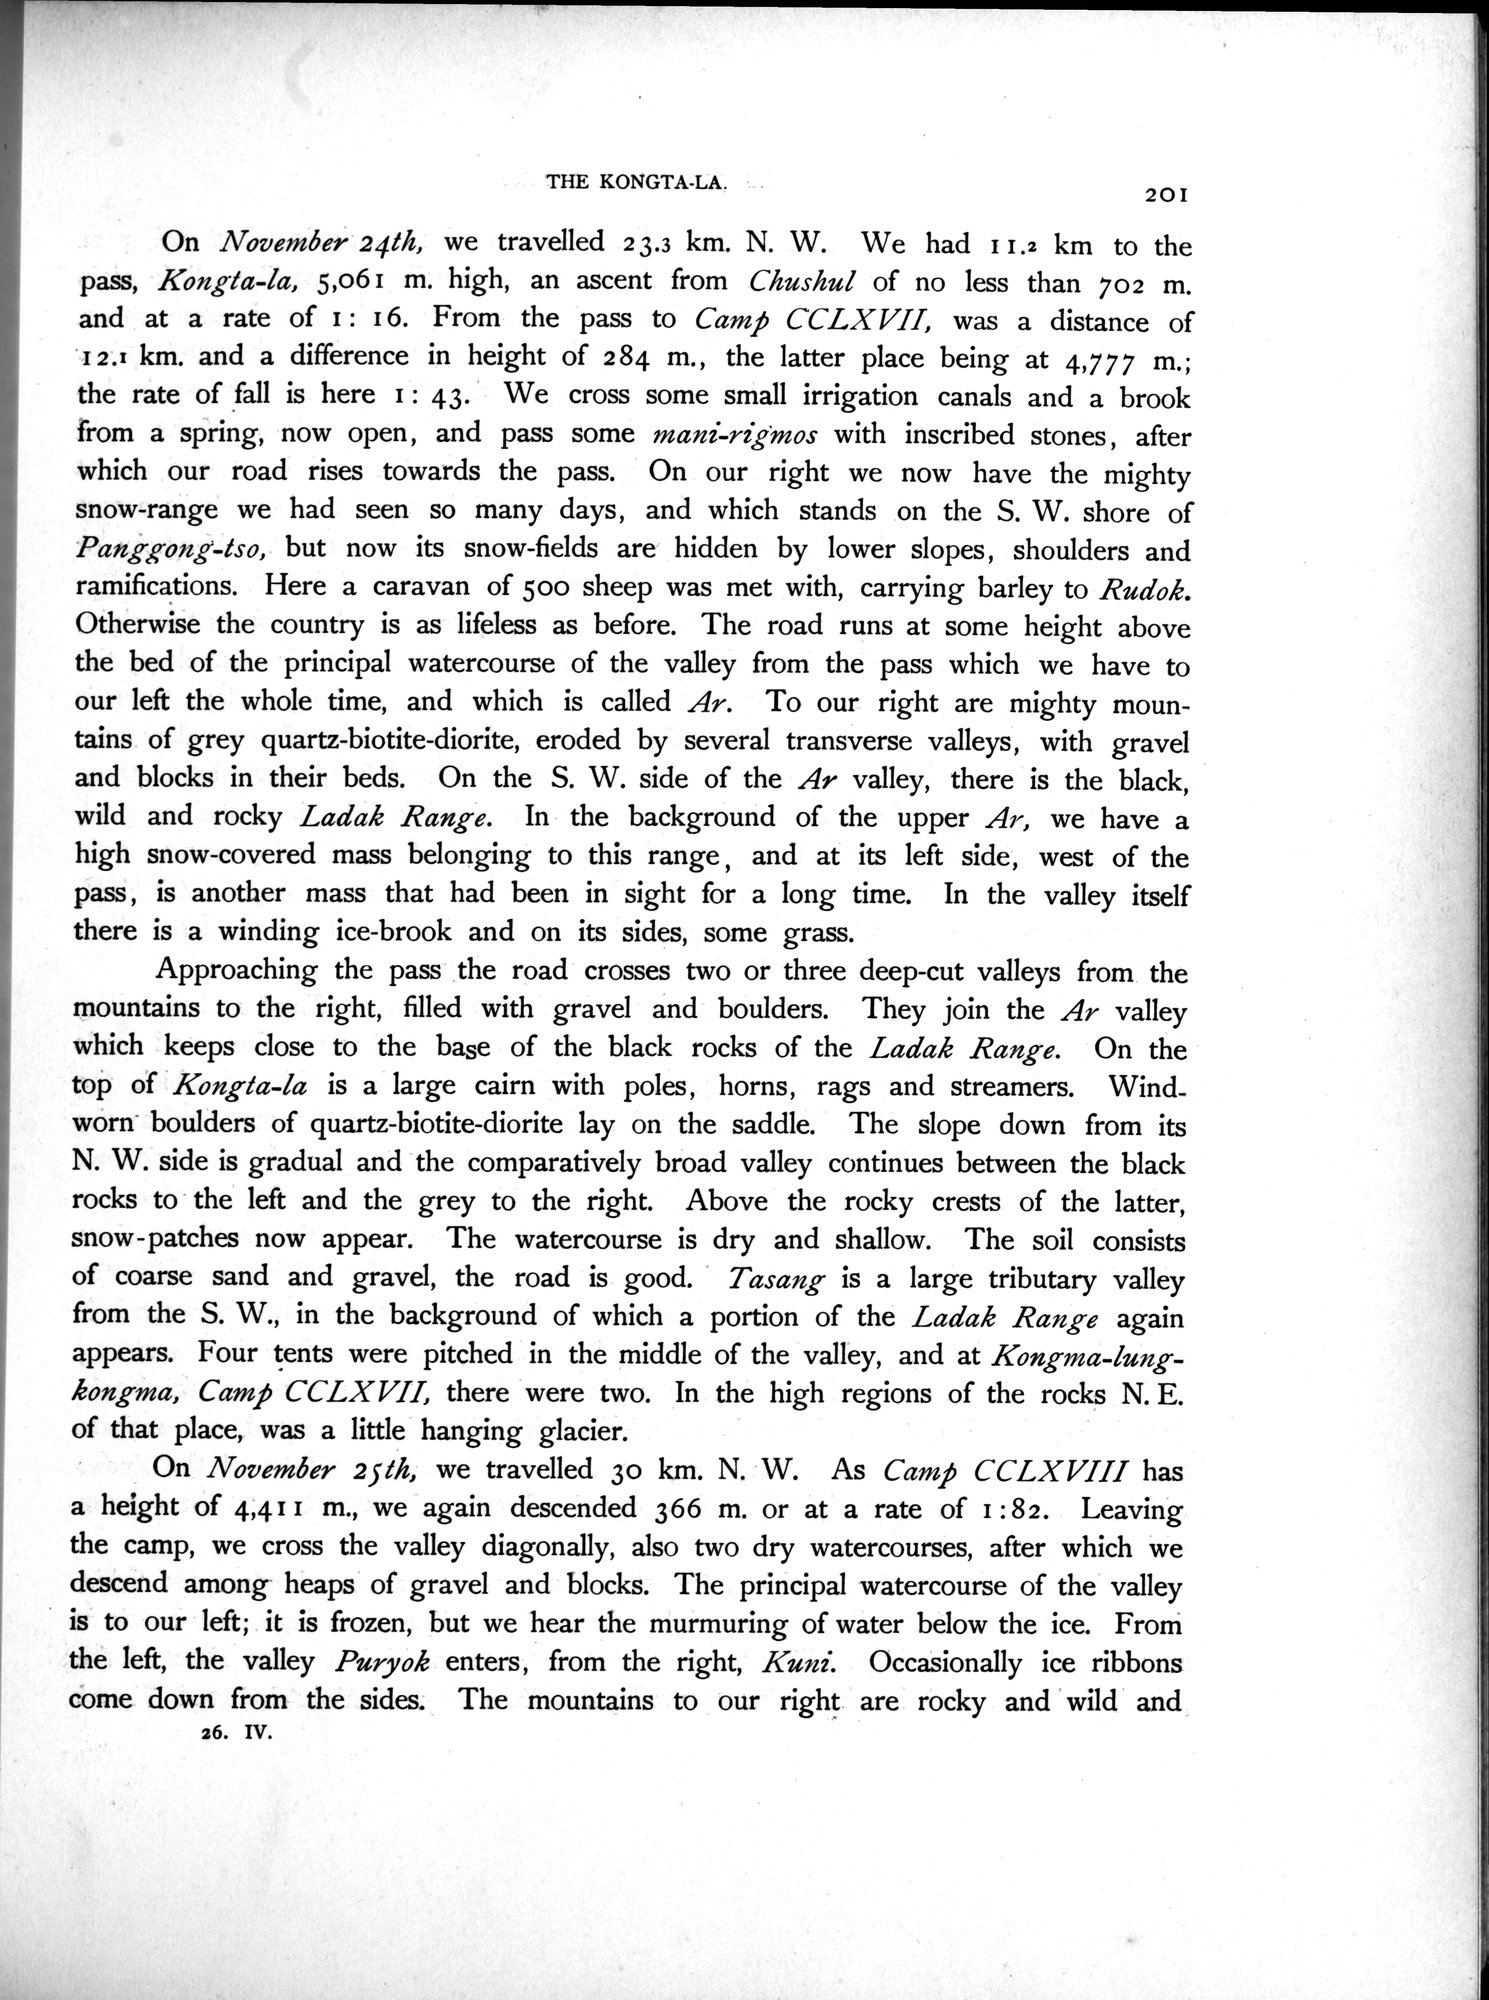 THE KONGTA-LA.
201
On November 24th, we travelled 23.3 km. N. W. We had 11.2 km to the
pass, Kongta-la, 5,061 m. high, an ascent from Chushul of no less than 702 m.
and at a rate of 1: 16. From the pass to Camp CCLXVII, was a distance of
12.1 km. and a difference in height of 284 m., the latter place being at 4,777 m.;
the rate of fall is here 1: 43. We cross some small irrigation canals and a brook
from a spring, now open, and pass some mani-rigmos with inscribed stones, after
which our road rises towards the pass. On our right we now have the mighty
snow-range we had seen so many days, and which stands on the S. W. shore of
Panggong-tso, but now its snow-fields are hidden by lower slopes, shoulders and
ramifications. Here a caravan of 500 sheep was met with, carrying barley to Rudok.
Otherwise the country is as lifeless as before. The road runs at some height above
the bed of the principal watercourse of the valley from the pass which we have to
our left the whole time, and which is called Ar. To our right are mighty moun-
tains of grey quartz-biotite-diorite, eroded by several transverse valleys, with gravel
and blocks in their beds. On the S. W. side of the Ar valley, there is the black,
wild and rocky Ladak Range. In the background of the upper Ar, we have a
high snow-covered mass belonging to this range, and at its left side, west of the
pass, is another mass that had been in sight for a long time. In the valley itself
there is a winding ice-brook and on its sides, some grass.
Approaching the pass the road crosses two or three deep-cut valleys from the
mountains to the right, filled with gravel and boulders. They join the Ar valley
which keeps close to the base of the black rocks of the Ladak Range. On the
top of Kongta-la is a large cairn with poles, horns, rags and streamers. Wind-
worn boulders of quartz-biotite-diorite lay on the saddle. The slope down from its
N. W. side is gradual and the comparatively broad valley continues between the black
rocks to the left and the grey to the right. Above the rocky crests of the latter,
snow-patches now appear. The watercourse is dry and shallow. The soil consists
of coarse sand and gravel, the road is good. Tasang is a large tributary valley
from the S. W., in the background of which a portion of the Ladak Range again
appears. Four tents were pitched in the middle of the valley, and at Kongma-lung-
kongma, Camp CCLXVII, there were two. In the high regions of the rocks N. E.
of that place, was a little hanging glacier.
On November 25th, we travelled 30 km. N. W. As Camp CCLXVIII has
a height of 4,411 m., we again descended 366 m. or at a rate of 1:82. Leaving
the camp, we cross the valley diagonally, also two dry watercourses, after which we
descend among heaps of gravel and blocks. The principal watercourse of the valley
is to our left; it is frozen, but we hear the murmuring of water below the ice. From
the left, the valley Puryok enters, from the right, Kuni. Occasionally ice ribbons
come down from the sides. The mountains to our right are rocky and wild and
26. IV.